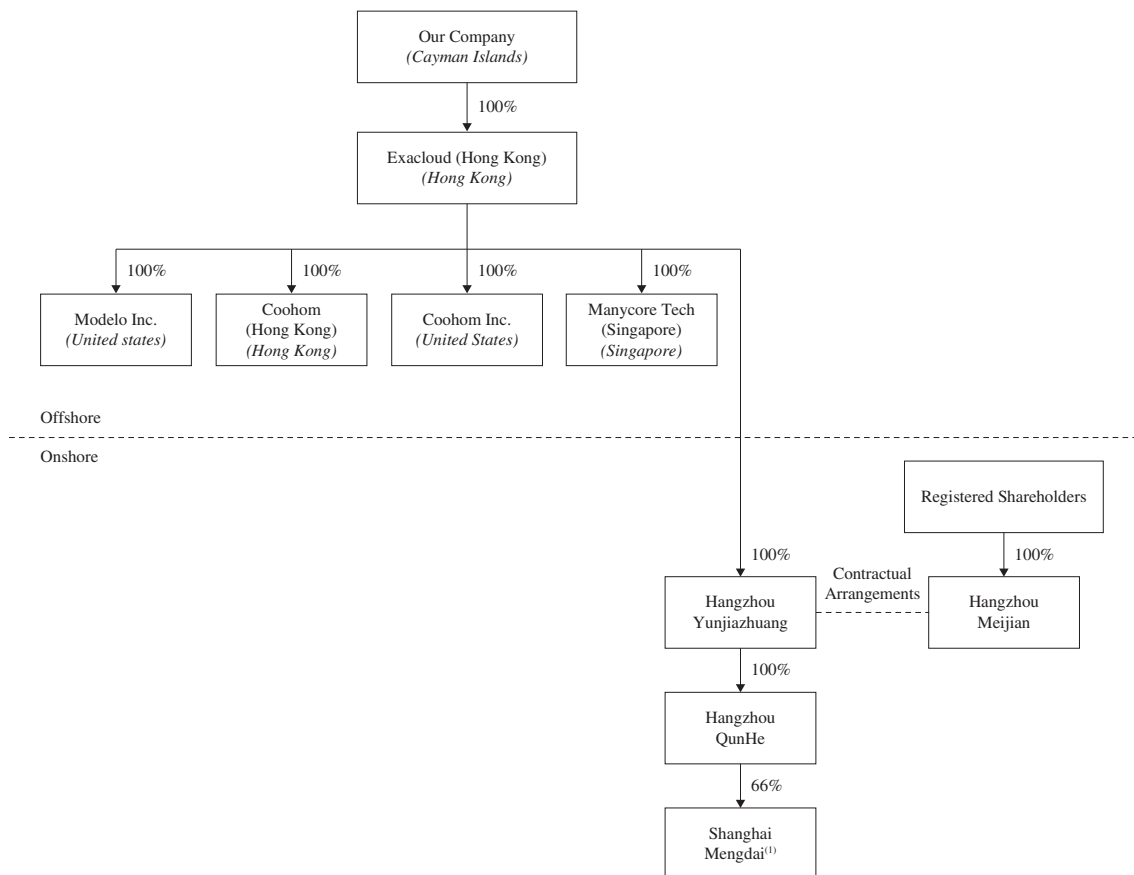 Our Company
(Cayman Islands)
100%
Exacloud (Hong Kong)
(Hong Kong)
100%
100%
100%
100%
Modelo Inc.
(United states)
Coohom
(Hong Kong)
(Hong Kong)
Coohom Inc.
(United States)
Manycore Tech
(Singapore)
(Singapore)
Offshore
Onshore
Registered Shareholders
100%
100%
Contractual
Arrangements
Hangzhou
Yunjiazhuang
Hangzhou
Meijian
100%
Hangzhou
QunHe
66%
Shanghai
Mengdai(1)